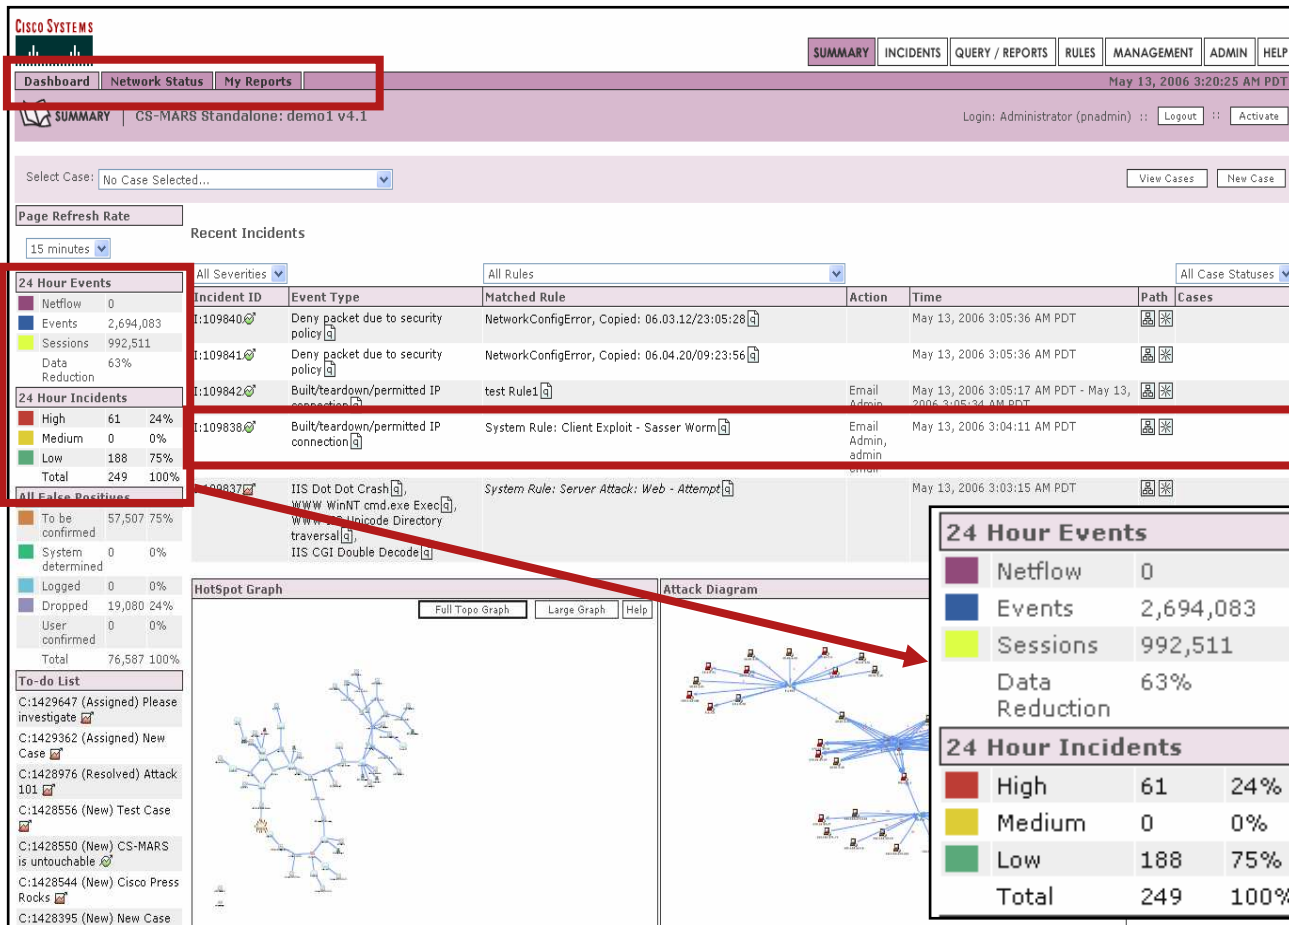 CISCO SYSTEMS
SUMMARY INCIDENTS QUERY / REPORTS RULES MANAGEMENT ADMIN HELP
Dashboard Network Status My Reports
May 13, 2006 3:20:25 AM PDT
SUMMARY | CS-MARS Standalone: demo1 v4.1
Login: Administrator (pnadmin) :: Logout :: Activate
Select Case: No Case Selected...
View Cases New Case
Page Refresh Rate
15 minutes
24 Hour Events
Netflow 0
Events 2,694,083
Sessions 992,511
Data Reduction 63%
24 Hour Incidents
High 61 24%
Medium 0 0%
Low 188 75%
Total 249 100%
All False Positives
To be confirmed 57,507 75%
System determined 0 0%
Logged 0 0%
Dropped 19,080 24%
User confirmed 0 0%
Total 76,587 100%
To-do List
C:1429647 (Assigned) Please
investigate
C:1429362 (Assigned) New
Case
C:1428976 (Resolved) Attack
101
C:1428556 (New) Test Case
C:1428550 (New) CS-MARS
is untouchable
C:1428544 (New) Cisco Press
Rocks
C:1428395 (New) New Case
Recent Incidents
All Severities All Rules All Case Statuses
Incident ID Event Type Matched Rule Action Time Path Cases
I:109840 Deny packet due to security policy q NetworkConfigError, Copied: 06.03.12/23:05:28 q May 13, 2006 3:05:36 AM PDT
I:109841 Deny packet due to security policy q NetworkConfigError, Copied: 06.04.20/09:23:56 q May 13, 2006 3:05:36 AM PDT
I:109842 Built/teardown/permitted IP connection q test Rule1 q Email Admin May 13, 2006 3:05:17 AM PDT - May 13, 2006 3:05:34 AM PDT
I:109838 Built/teardown/permitted IP connection q System Rule: Client Exploit - Sasser Worm q Email Admin, admin email May 13, 2006 3:04:11 AM PDT
I:109837 IIS Dot Dot Crash q, System Rule: Server Attack: Web - Attempt q May 13, 2006 3:03:15 AM PDT
WWW WinNT cmd.exe Exec q,
WWW IIS Unicode Directory
traversal q,
IIS CGI Double Decode q
HotSpot Graph
Full Topo Graph Large Graph Help
Attack Diagram
24 Hour Events
Netflow 0
Events 2,694,083
Sessions 992,511
Data 63%
Reduction
24 Hour Incidents
High 61 24%
Medium 0 0%
Low 188 75%
Total 249 100%